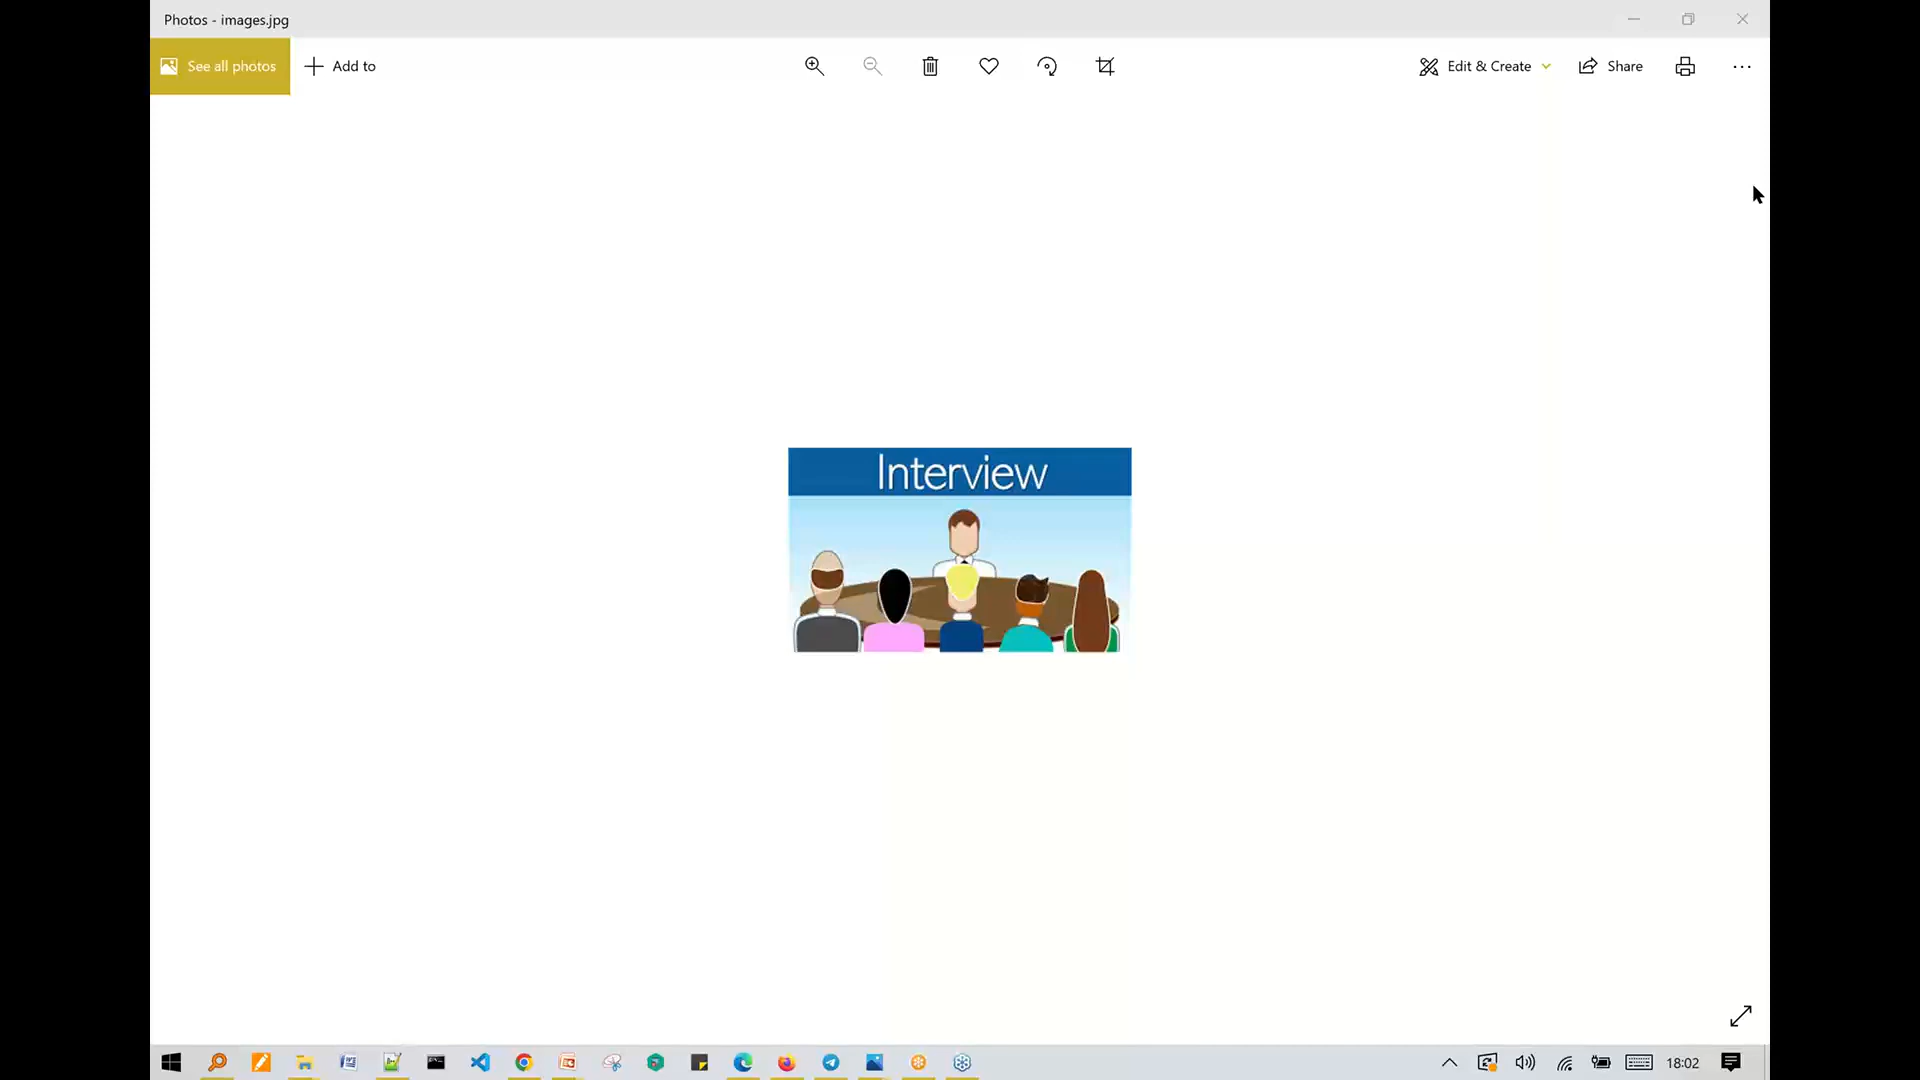 Photos - images.jpg
See all photos
Add to
Edit & Create
Share
Interview
18:02